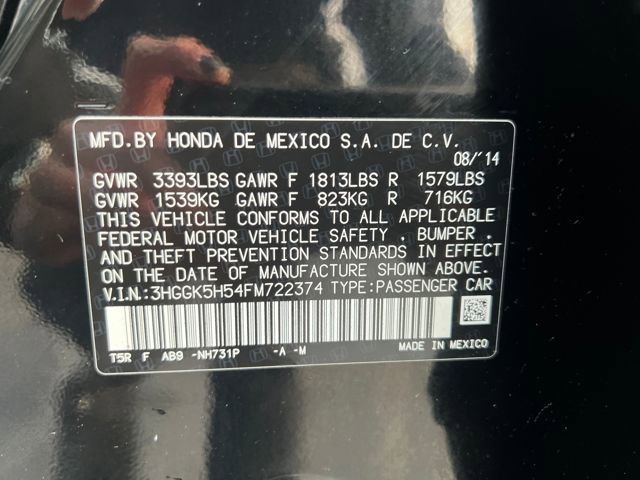 MFD.BY HONDA DE MEXICO S.A. DE C.V.
08/'14
GVWR 3393LBS GAWR F 1813LBS R 1579LBS
GVWR 1539KG GAWR F 823KG R 716KG
THIS VEHICLE CONFORMS TO ALL APPLICABLE
FEDERAL MOTOR VEHICLE SAFETY , BUMPER ,
AND THEFT PREVENTION STANDARDS IN EFFECT
ON THE DATE OF MANUFACTURE SHOWN ABOVE.
V.I.N.:3HGGK5H54FM722374 TYPE:PASSENGER CAR
T5R F AB9 -NH731P -A -M MADE IN MEXICO